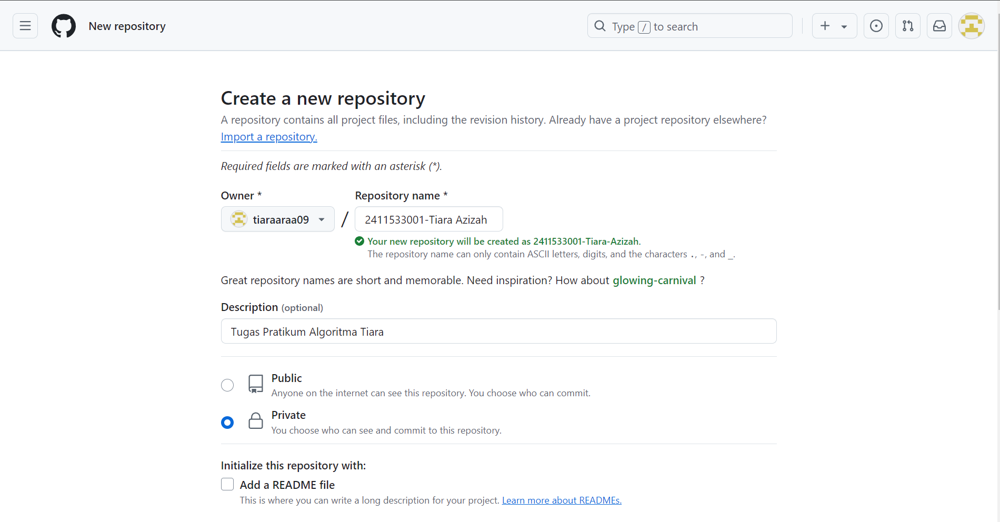 New repository
Type / to search
Create a new repository
A repository contains all project files, including the revision history. Already have a project repository elsewhere?
Import a repository.
Required fields are marked with an asterisk (*).
Owner *
Repository name *
tiaraaraa09 / 2411533001-Tiara Azizah
Your new repository will be created as 2411533001-Tiara-Azizah.
The repository name can only contain ASCII letters, digits, and the characters ., -, and _.
Great repository names are short and memorable. Need inspiration? How about glowing-carnival ?
Description (optional)
Tugas Pratikum Algoritma Tiara
Public
Anyone on the internet can see this repository. You choose who can commit.
Private
You choose who can see and commit to this repository.
Initialize this repository with:
Add a README file
This is where you can write a long description for your project. Learn more about READMEs.